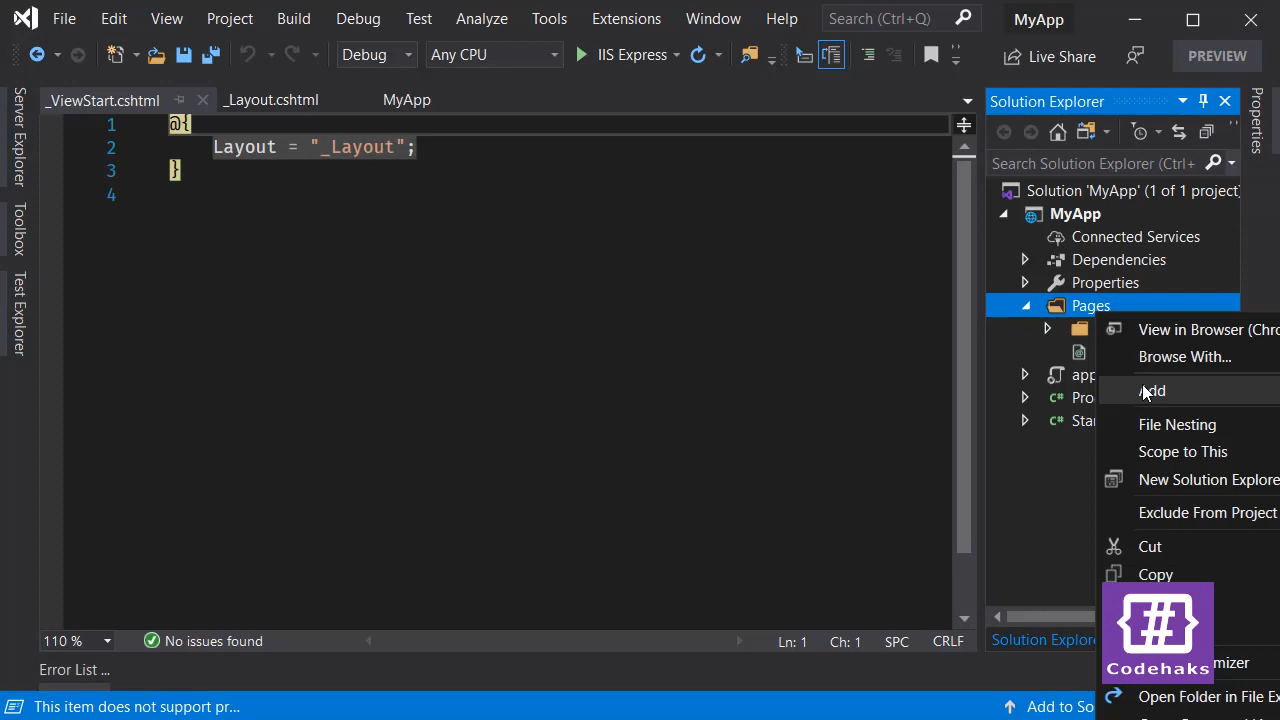 File Edit View Project Build Debug Test Analyze Tools Extensions Window Help Search (Ctrl+Q) MyApp
Debug Any CPU IIS Express Live Share PREVIEW
Server Explorer
Toolbox
Test Explorer
_ViewStart.cshtml _Layout.cshtml MyApp
1 @{
2 Layout = "_Layout";
3 }
4
110 % No issues found Ln: 1 Ch: 1 SPC CRLF
Error List ...
Solution Explorer
Search Solution Explorer (Ctrl+
Solution 'MyApp' (1 of 1 project)
MyApp
Connected Services
Dependencies
Properties
Pages
app
C# Pro
C# Star
Solution Explore
Properties
View in Browser (Chro
Browse With...
Add
File Nesting
Scope to This
New Solution Explore
Exclude From Project
Cut
Copy
{#}
Codehaks
mizer
Open Folder in File Ex
This item does not support pr... Add to So